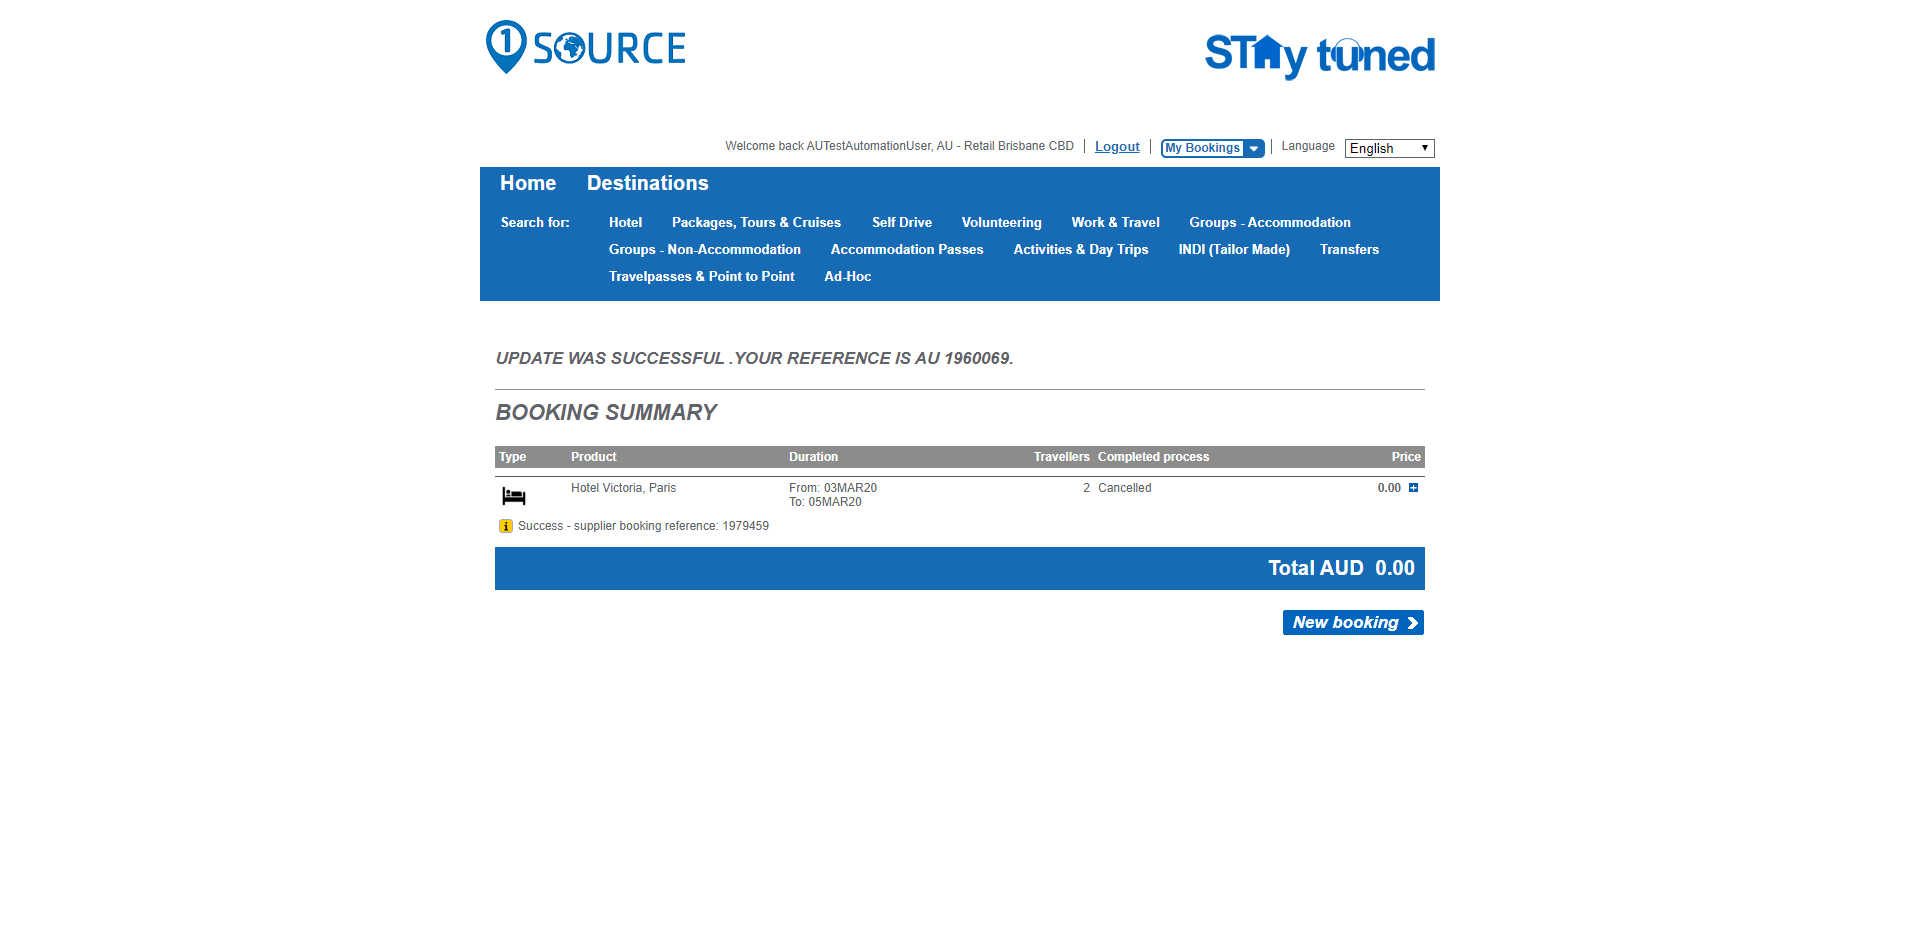 1 SOURCE
STAy tuned
Welcome back AUTestAutomationUser, AU - Retail Brisbane CBD Logout My Bookings Language English
Home Destinations
Search for: Hotel Packages, Tours & Cruises Self Drive Volunteering Work & Travel Groups - Accommodation
Groups - Non-Accommodation Accommodation Passes Activities & Day Trips INDI (Tailor Made) Transfers
Travelpasses & Point to Point Ad-Hoc
UPDATE WAS SUCCESSFUL .YOUR REFERENCE IS AU 1960069.
BOOKING SUMMARY
Type Product Duration Travellers Completed process Price
Hotel Victoria, Paris From: 03MAR20 2 Cancelled 0.00
To: 05MAR20
Success - supplier booking reference: 1979459
Total AUD 0.00
New booking